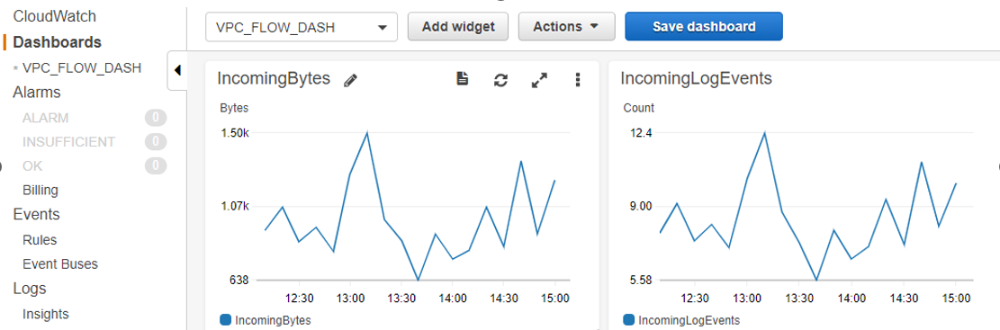 CloudWatch
Dashboards
VPC_FLOW_DASH
Alarms
ALARM 0
INSUFFICIENT 0
OK 0
Billing
Events
Rules
Event Buses
Logs
Insights
VPC_FLOW_DASH Add widget Actions Save dashboard
IncomingBytes
Bytes
1.50k
1.07k
638
12:30 13:00 13:30 14:00 14:30 15:00
IncomingBytes
IncomingLogEvents
Count
12.4
9.00
5.58
12:30 13:00 13:30 14:00 14:30 15:00
IncomingLogEvents